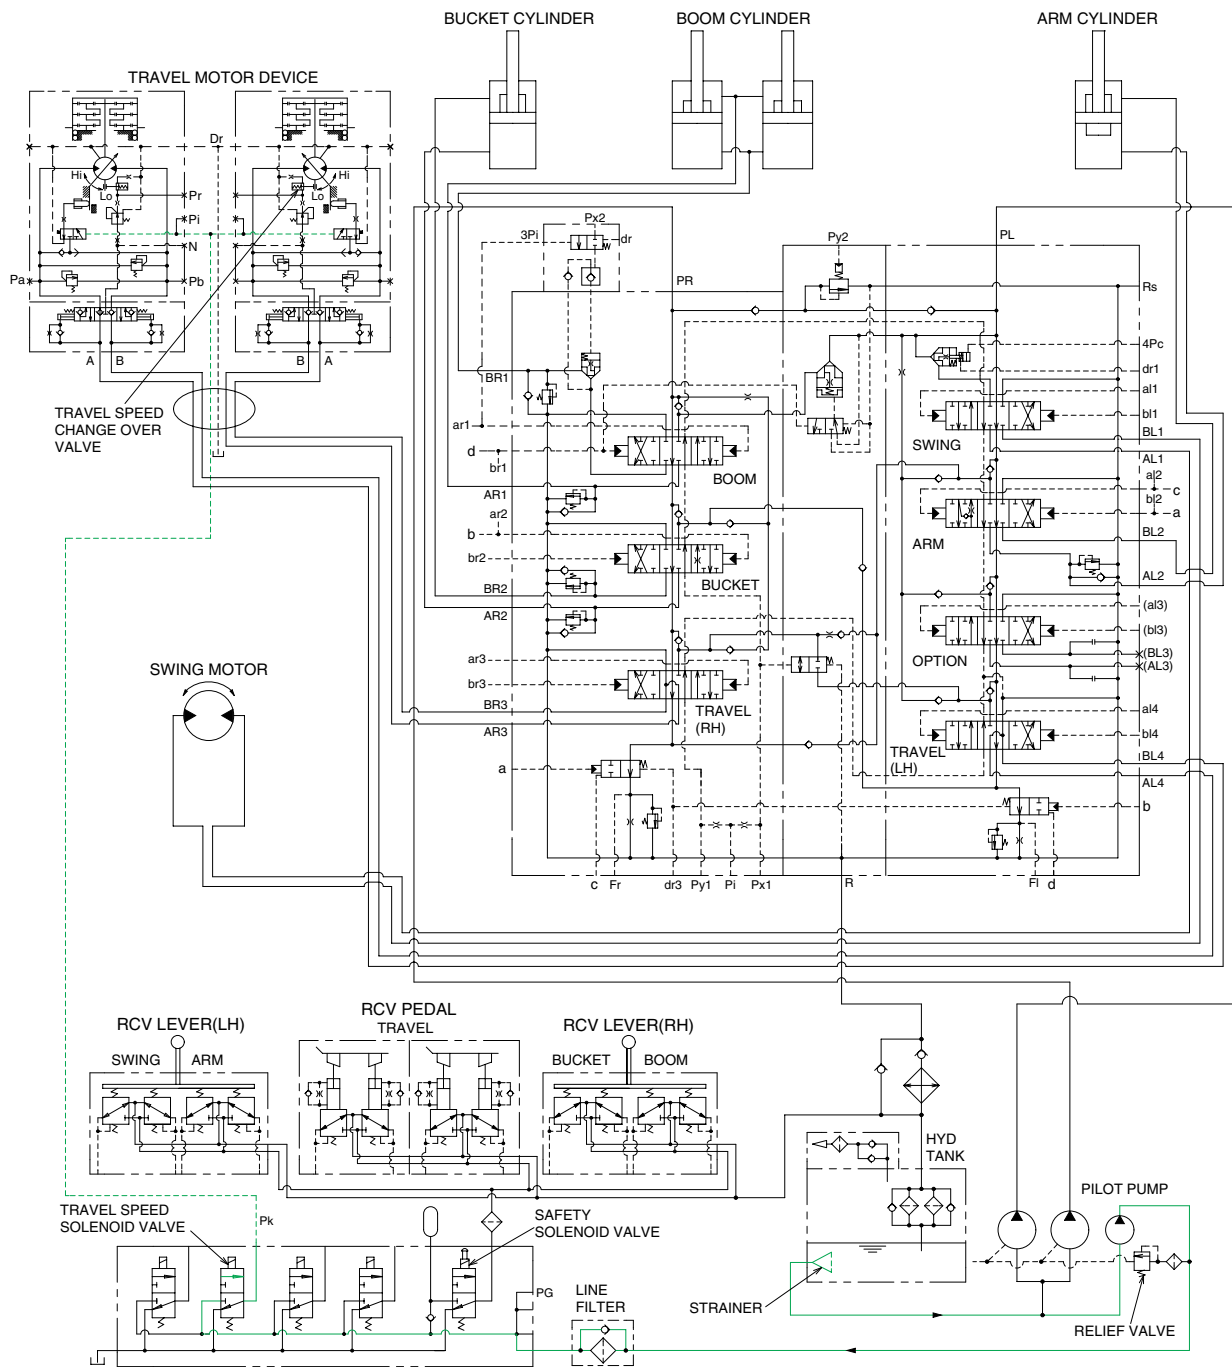 BUCKET CYLINDER
BOOM CYLINDER
ARM CYLINDER
TRAVEL MOTOR DEVICE
Dr
Hi
Lo
Lo
Hi
Pr
Pi
N
Pa
Pb
A
B
B
A
TRAVEL SPEED
CHANGE OVER
VALVE
Px2
3Pi
dr
PR
Py2
PL
Rs
4Pc
dr1
al1
bl1
SWING
BL1
AL1
BR1
ar1
d
br1
BOOM
AR1
ar2
b
br2
BUCKET
BR2
AR2
al2
c
bl2
a
ARM
BL2
AL2
(al3)
(bl3)
OPTION
(BL3)
(AL3)
ar3
br3
TRAVEL
(RH)
BR3
AR3
al4
bl4
TRAVEL
(LH)
BL4
AL4
a
b
c
Fr
dr3
Py1
Pi
Px1
R
Fl
d
SWING MOTOR
RCV LEVER(LH)
SWING
ARM
RCV PEDAL
TRAVEL
RCV LEVER(RH)
BUCKET
BOOM
HYD
TANK
PILOT PUMP
TRAVEL SPEED
SOLENOID VALVE
Pk
SAFETY
SOLENOID VALVE
PG
LINE
FILTER
STRAINER
RELIEF VALVE